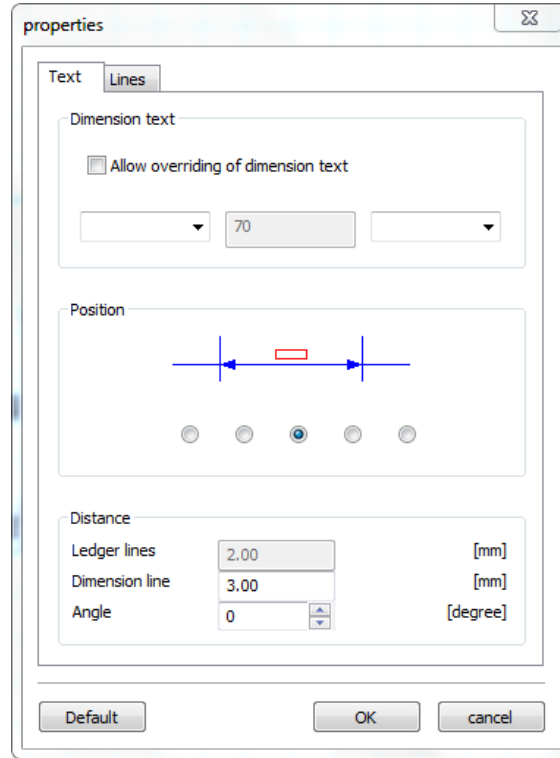 properties
Text Lines
Dimension text
Allow overriding of dimension text
70
Position
Distance
Ledger lines 2.00 [mm]
Dimension line 3.00 [mm]
Angle 0 [degree]
Default OK cancel